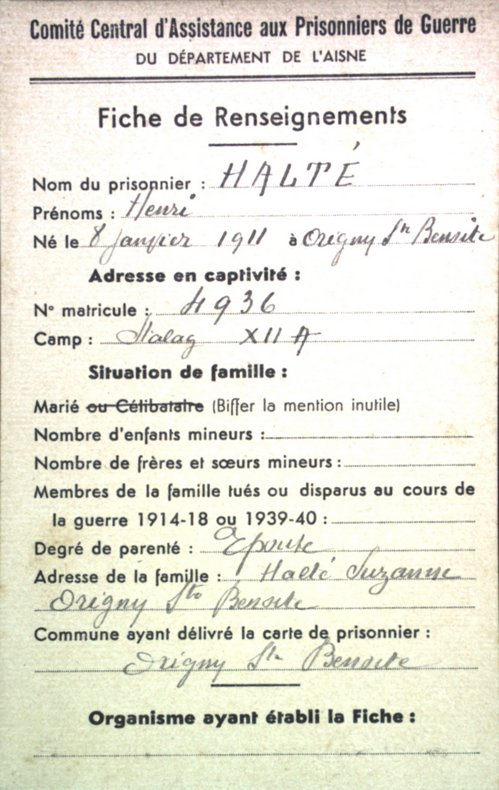 Comité Central d'Assistance aux Prisonniers de Guerre
DU DÉPARTEMENT DE L'AISNE
Fiche de Renseignements
Nom du prisonnier : HALTÉ
Prénoms : Henri
Né le 8 Janvier 1911 à Origny Ste Benoite
Adresse en captivité :
N° matricule : 4936
Camp : Stalag XII A
Situation de famille :
Marié ou Célibataire (Biffer la mention inutile)
Nombre d'enfants mineurs :
Nombre de frères et sœurs mineurs :
Membres de la famille tués ou disparus au cours de
la guerre 1914-18 ou 1939-40 :
Degré de parenté : Epouse
Adresse de la famille : Halté Suzanne
Origny Ste Benoite
Commune ayant délivré la carte de prisonnier :
Origny Ste Benoite
Organisme ayant établi la Fiche :